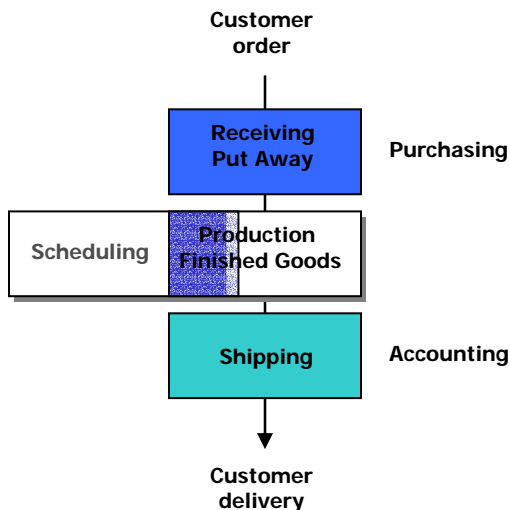 Customer
order
Receiving
Put Away
Purchasing
Scheduling
Production
Finished Goods
Shipping
Accounting
Customer
delivery